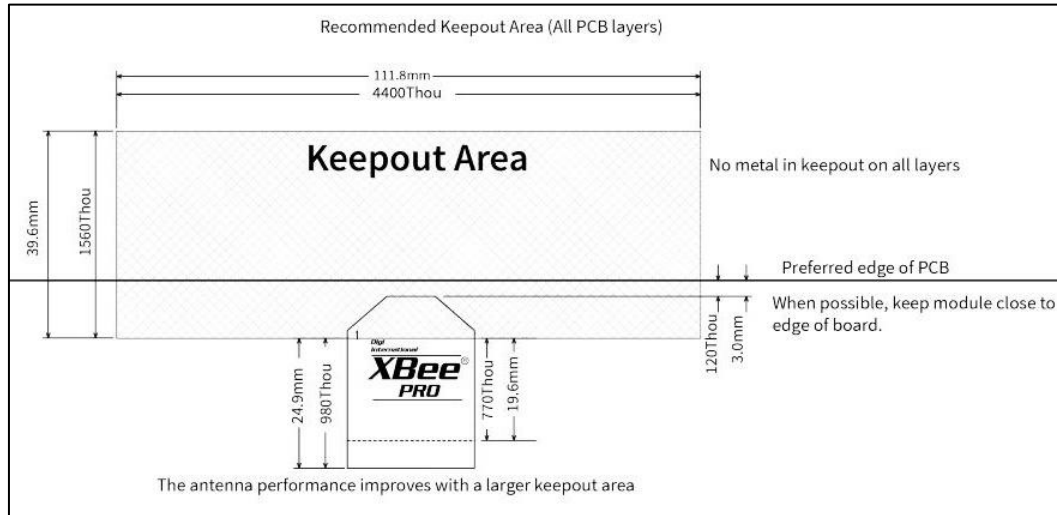 Recommended Keepout Area (All PCB layers)
111.8mm
4400Thou
Keepout Area
No metal in keepout on all layers
39.6mm
1560Thou
Preferred edge of PCB
When possible, keep module close to
edge of board.
120Thou
3.0mm
1
Digi
International
XBee®
PRO
24.9mm
980Thou
770Thou
19.6mm
The antenna performance improves with a larger keepout area